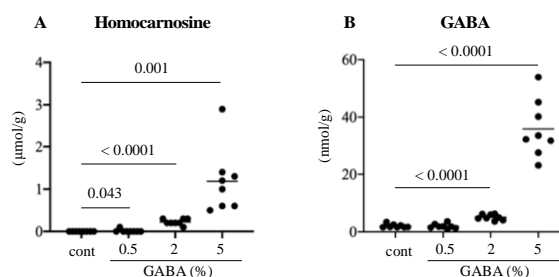 A Homocarnosine
(μmol/g)
4
3
2
1
0
0.001
< 0.0001
0.043
cont 0.5 2 5
GABA (%)
B GABA
(nmol/g)
60
40
20
0
< 0.0001
< 0.0001
cont 0.5 2 5
GABA (%)